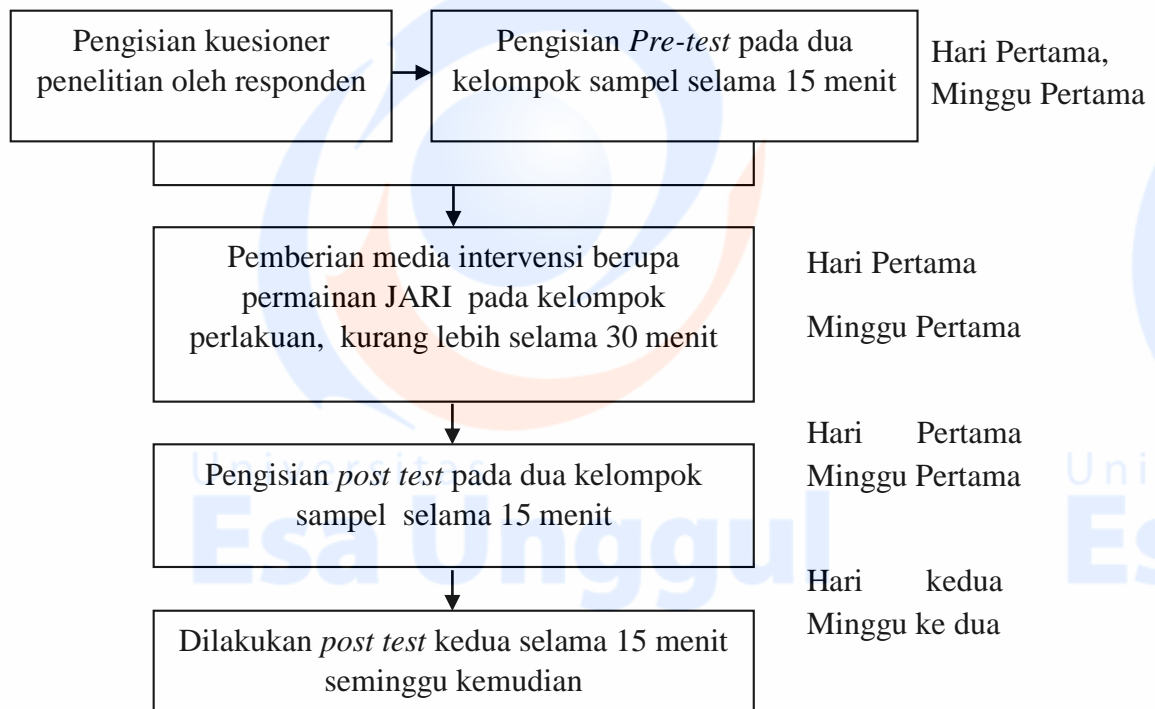 Pengisian kuesioner
penelitian oleh responden
Pengisian Pre-test pada dua
kelompok sampel selama 15 menit
Hari Pertama,
Minggu Pertama
Pemberian media intervensi berupa
permainan JARI pada kelompok
perlakuan, kurang lebih selama 30 menit
Hari Pertama
Minggu Pertama
Pengisian post test pada dua kelompok
sampel selama 15 menit
Hari Pertama
Minggu Pertama
Dilakukan post test kedua selama 15 menit
seminggu kemudian
Hari kedua
Minggu ke dua
Universitas
Esa Unggul
Uni
Es